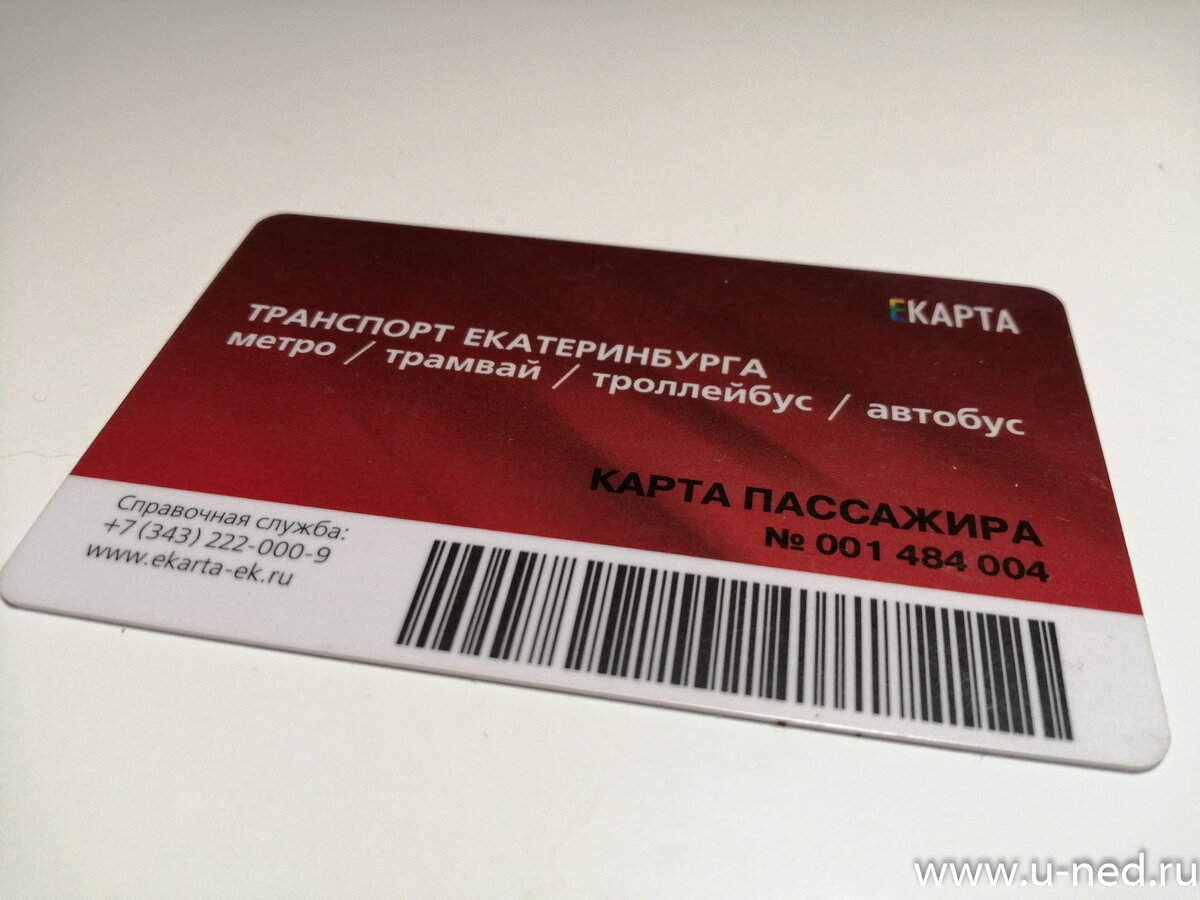 ЕКАРТА
ТРАНСПОРТ ЕКАТЕРИНБУРГА
метро / трамвай / троллейбус / автобус
КАРТА ПАССАЖИРА
№ 001 484 004
Справочная служба:
+7 (343) 222-000-9
www.ekarta-ek.ru
www.u-ned.ru